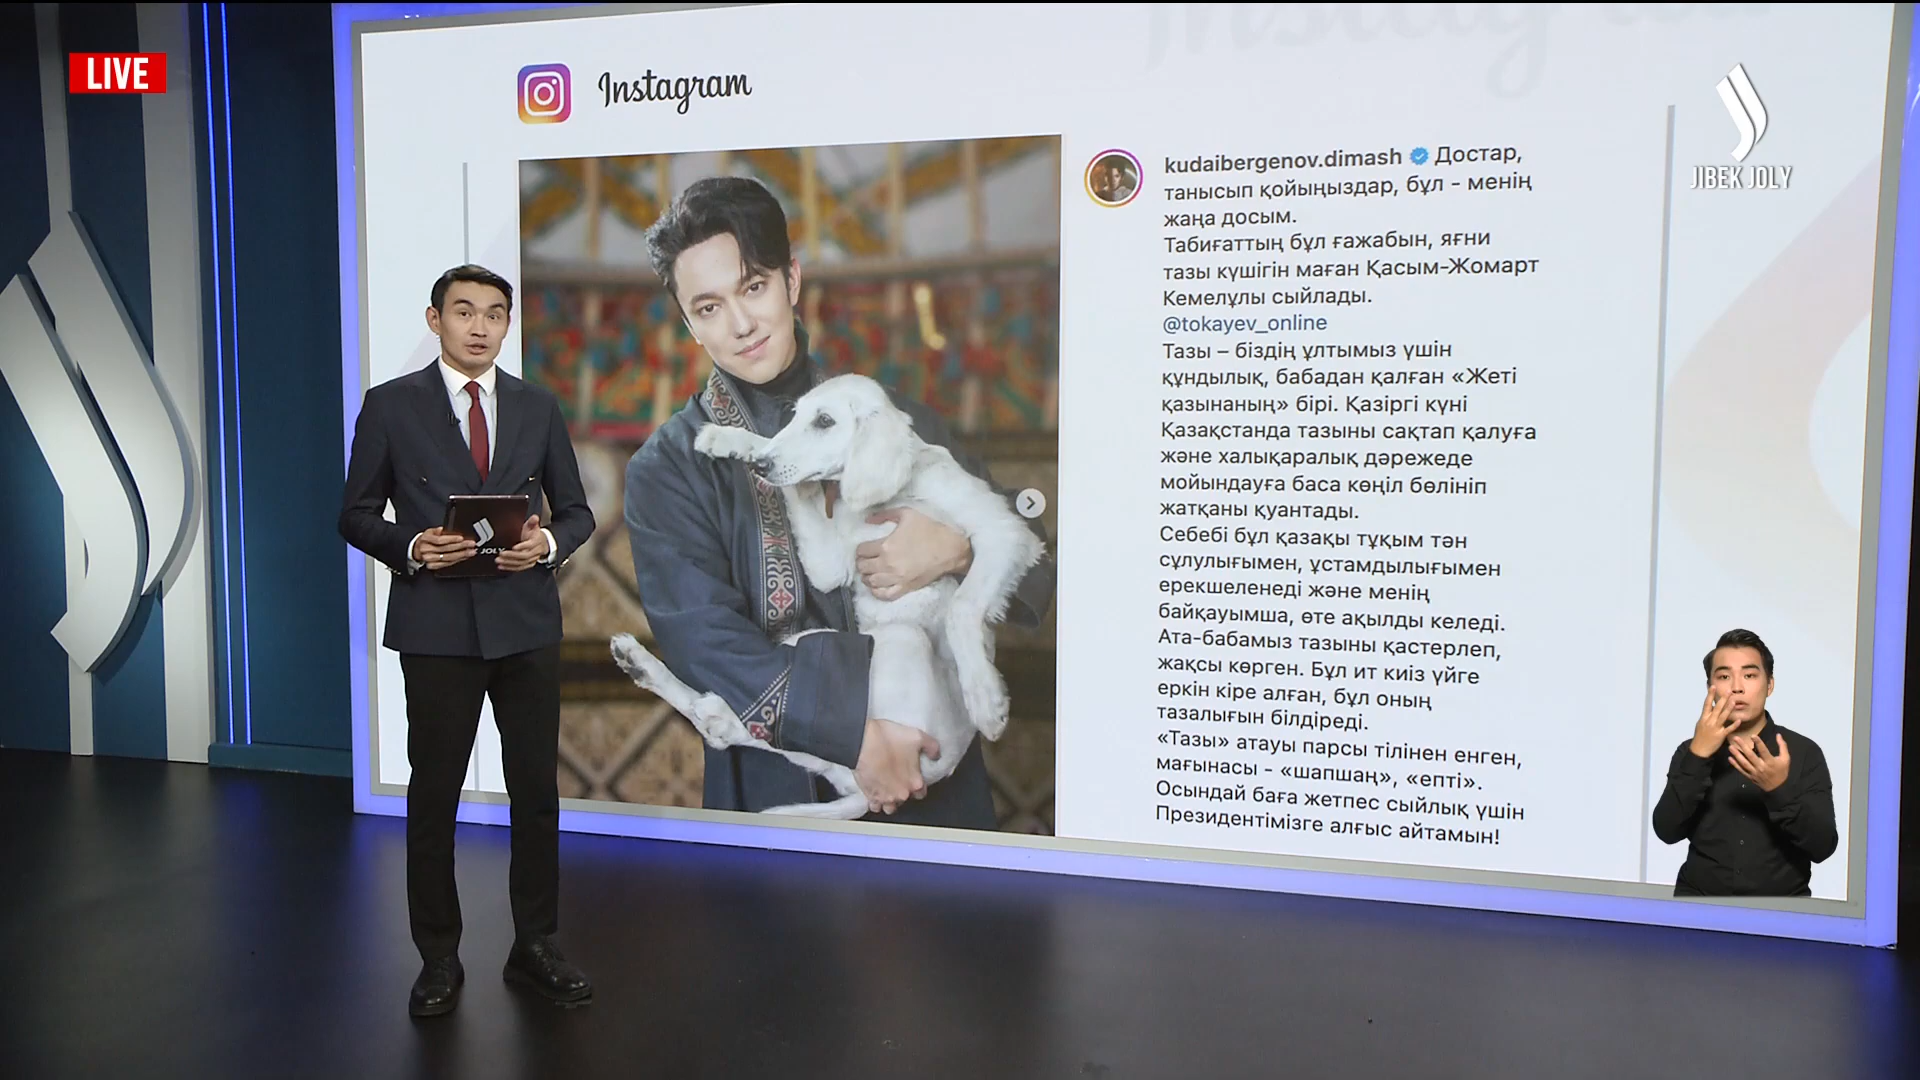 LIVE
Instagram
JIBEK JOLY
kudaibergenov.dimash Достар,
танысып қойыңыздар, бұл - менің
жаңа досым.
Табиғаттың бұл ғажабын, яғни
тазы күшігін маған Қасым-Жомарт
Кемелұлы сыйлады.
@tokayev_online
Тазы – біздің ұлтымыз үшін
құндылық, бабадан қалған «Жеті
қазынаның» бірі. Қазіргі күні
Қазақстанда тазыны сақтап қалуға
және халықаралық дәрежеде
мойындауға баса көңіл бөлініп
жатқаны қуантады.
Себебі бұл қазақы тұқым тән
сұлулығымен, ұстамдылығымен
ерекшеленеді және менің
байқауымша, өте ақылды келеді.
Ата-бабамыз тазыны қастерлеп,
жақсы көрген. Бұл ит киіз үйге
еркін кіре алған, бұл оның
тазалығын білдіреді.
«Тазы» атауы парсы тілінен енген,
мағынасы - «шапшаң», «епті».
Осындай баға жетпес сыйлық үшін
Президентімізге алғыс айтамын!